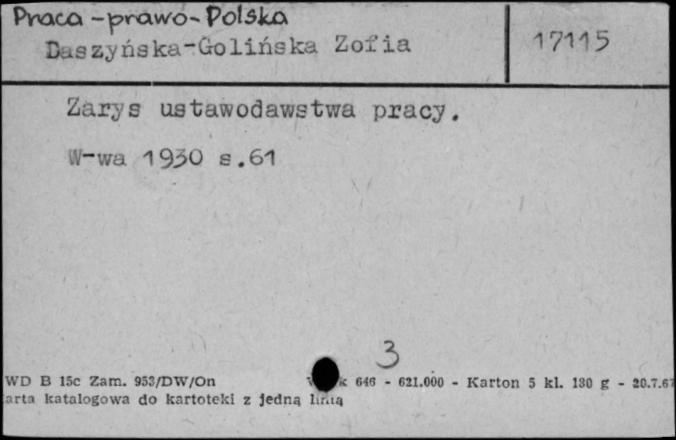 Praca-prawo-Polska
Daszyńska-Golińska Zofia
17115
Zarys ustawodawstwa pracy.
W-wa 1930 s.61
3
WD B 15c Zam. 953/DW/On 646 - 621.000 - Karton 5 kl. 130 g - 20.7.67
arta katalogowa do kartoteki z jedną linią